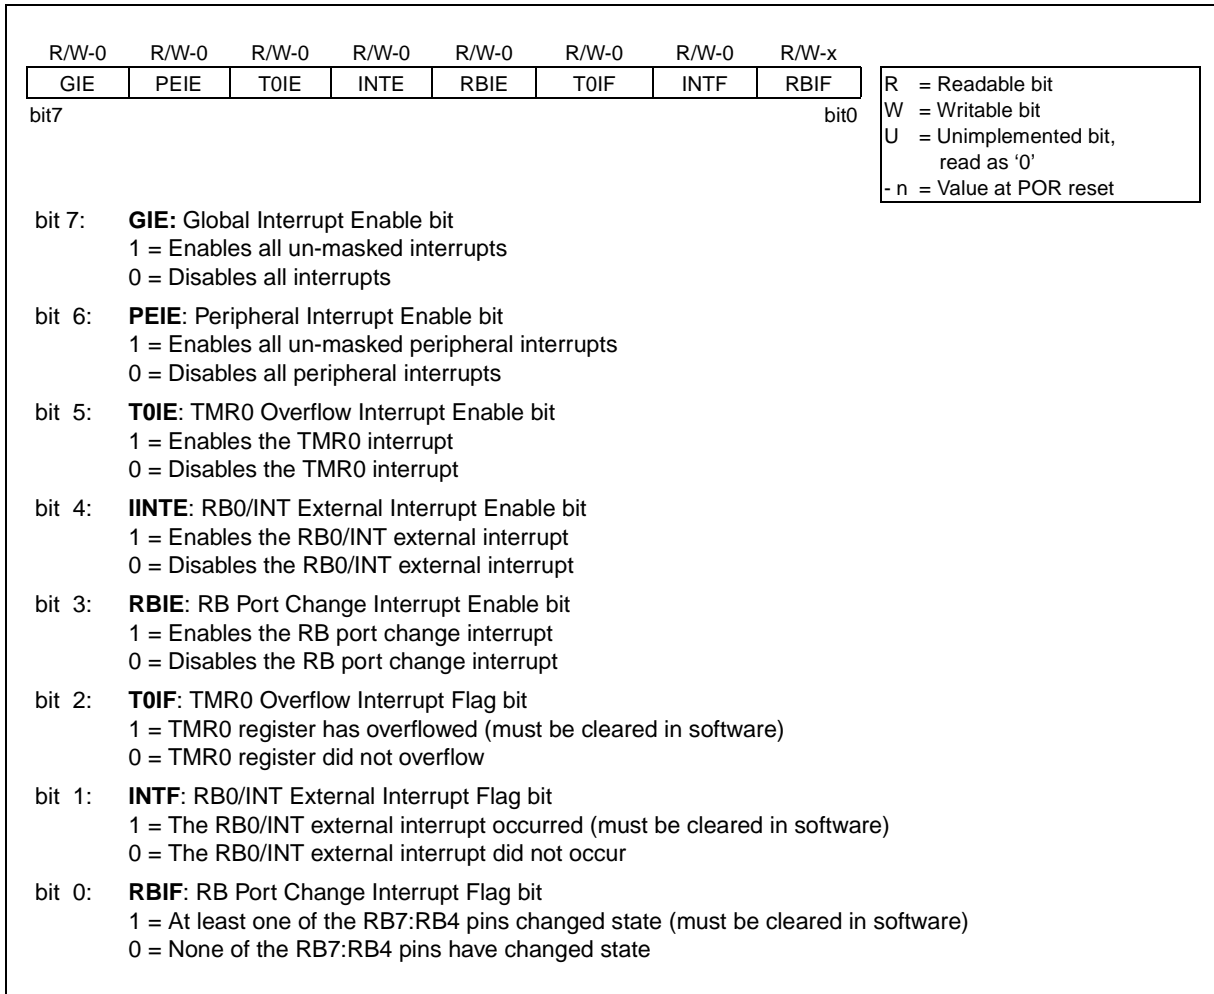 R/W-0 R/W-0 R/W-0 R/W-0 R/W-0 R/W-0 R/W-0 R/W-x
GIE PEIE T0IE INTE RBIE T0IF INTF RBIF
bit7 bit0
R = Readable bit
W = Writable bit
U = Unimplemented bit,
read as ‘0’
- n = Value at POR reset
bit 7: GIE: Global Interrupt Enable bit
1 = Enables all un-masked interrupts
0 = Disables all interrupts
bit 6: PEIE: Peripheral Interrupt Enable bit
1 = Enables all un-masked peripheral interrupts
0 = Disables all peripheral interrupts
bit 5: T0IE: TMR0 Overflow Interrupt Enable bit
1 = Enables the TMR0 interrupt
0 = Disables the TMR0 interrupt
bit 4: IINTE: RB0/INT External Interrupt Enable bit
1 = Enables the RB0/INT external interrupt
0 = Disables the RB0/INT external interrupt
bit 3: RBIE: RB Port Change Interrupt Enable bit
1 = Enables the RB port change interrupt
0 = Disables the RB port change interrupt
bit 2: T0IF: TMR0 Overflow Interrupt Flag bit
1 = TMR0 register has overflowed (must be cleared in software)
0 = TMR0 register did not overflow
bit 1: INTF: RB0/INT External Interrupt Flag bit
1 = The RB0/INT external interrupt occurred (must be cleared in software)
0 = The RB0/INT external interrupt did not occur
bit 0: RBIF: RB Port Change Interrupt Flag bit
1 = At least one of the RB7:RB4 pins changed state (must be cleared in software)
0 = None of the RB7:RB4 pins have changed state